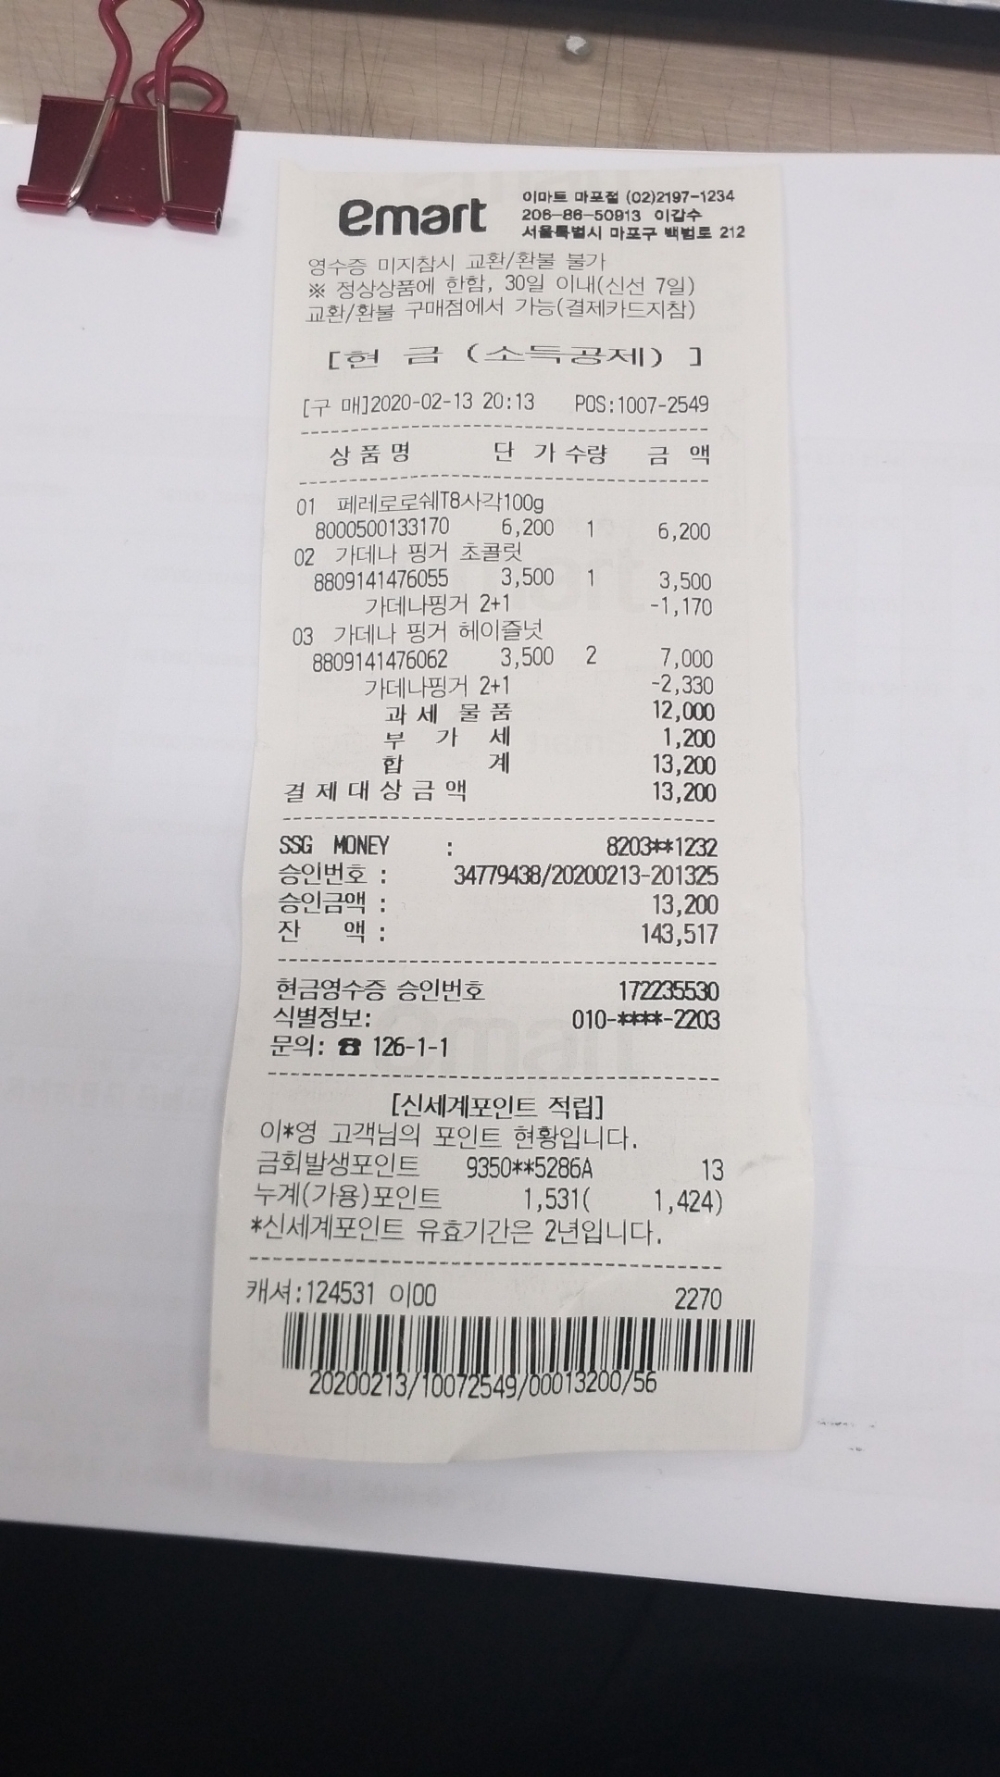 emart
이마트 마포점 (02)2197-1234
206-86-50913 이갑수
서울특별시 마포구 백범로 212
영수증 미지참시 교환/환불 불가
※ 정상상품에 한함, 30일 이내(신선 7일)
교환/환불 구매점에서 가능(결제카드지참)
[현 금 (소득공제) ]
[구 매]2020-02-13 20:13 POS:1007-2549
상 품 명 단 가 수량 금 액
01 페레로로쉐T8사각100g
8000500133170 6,200 1 6,200
02 가데나 핑거 초콜릿
8809141476055 3,500 1 3,500
가데나핑거 2+1 -1,170
03 가데나 핑거 헤이즐넛
8809141476062 3,500 2 7,000
가데나핑거 2+1 -2,330
과 세 물 품 12,000
부 가 세 1,200
합 계 13,200
결 제 대 상 금 액 13,200
SSG MONEY : 8203**1232
승인번호 : 34779438/20200213-201325
승인금액 : 13,200
잔 액 : 143,517
현금영수증 승인번호 172235530
식별정보: 010-****-2203
문의: ☎ 126-1-1
[신세계포인트 적립]
이*영 고객님의 포인트 현황입니다.
금회발생포인트 9350**5286A 13
누계(가용)포인트 1,531( 1,424)
*신세계포인트 유효기간은 2년입니다.
캐셔:124531 이00 2270
20200213/10072549/00013200/56